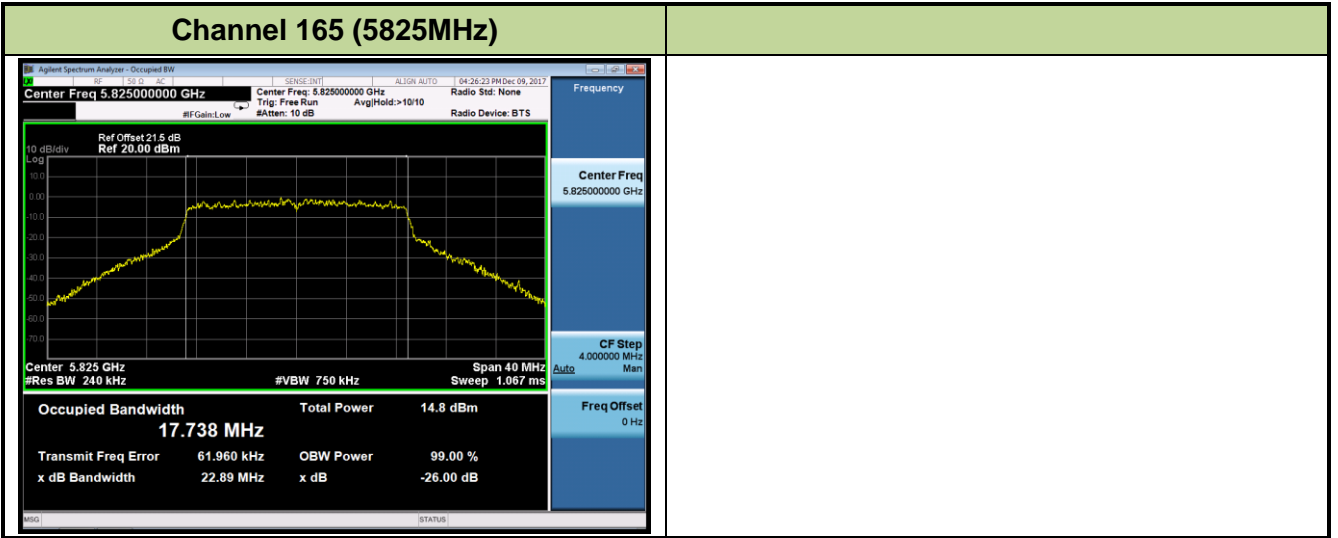 Channel 165 (5825MHz)
Agilent Spectrum Analyzer - Occupied BW
LXI RF 50 Ω AC SENSE:INT ALIGN AUTO 04:26:23 PM Dec 09, 2017
Center Freq 5.825000000 GHz
Center Freq: 5.825000000 GHz Radio Std: None
Trig: Free Run Avg|Hold:>10/10
#IFGain:Low #Atten: 10 dB Radio Device: BTS
Frequency
Ref Offset 21.5 dB
10 dB/div Ref 20.00 dBm
Log
10.0
0.00
-10.0
-20.0
-30.0
-40.0
-50.0
-60.0
-70.0
Center Freq
5.825000000 GHz
Center 5.825 GHz Span 40 MHz
#Res BW 240 kHz #VBW 750 kHz Sweep 1.067 ms
CF Step
4.000000 MHz
Auto Man
Occupied Bandwidth Total Power 14.8 dBm
17.738 MHz
Transmit Freq Error 61.960 kHz OBW Power 99.00 %
x dB Bandwidth 22.89 MHz x dB -26.00 dB
Freq Offset
0 Hz
MSG STATUS